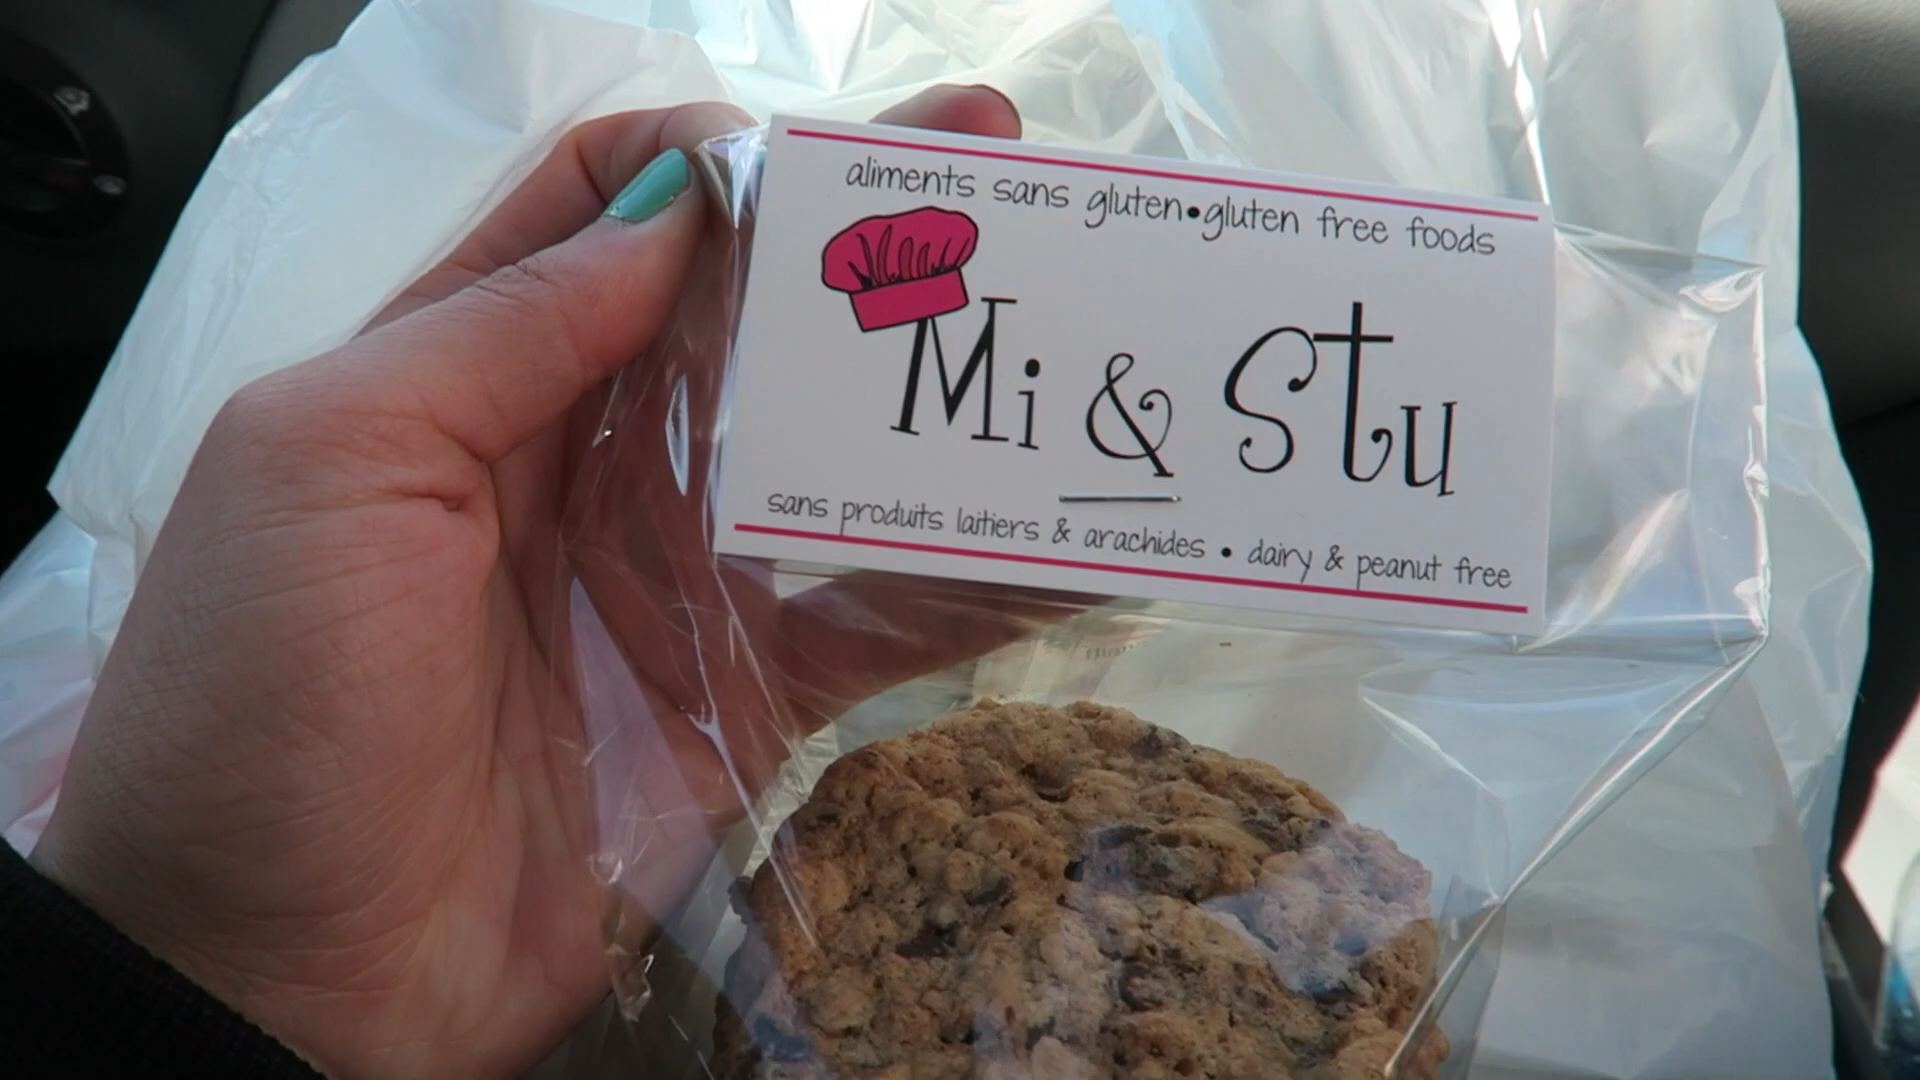 aliments sans gluten•gluten free foods
Mi & Stu
sans produits laitiers & arachides • dairy & peanut free